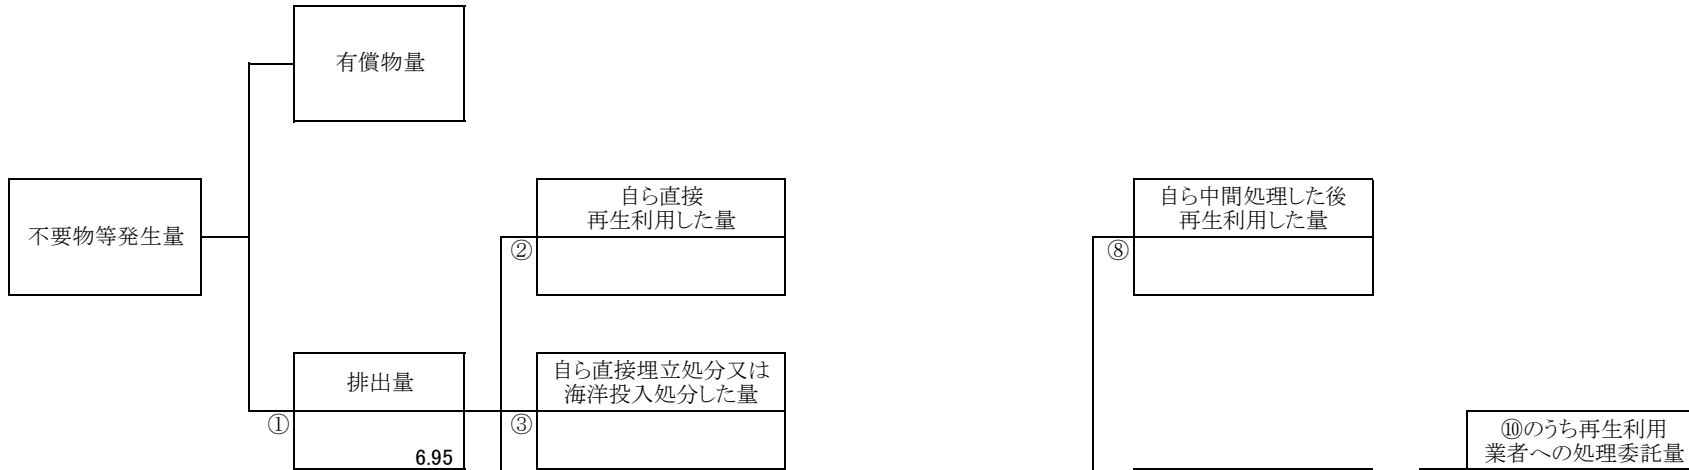 有償物量
不要物等発生量
自ら直接
再生利用した量
②
自ら中間処理した後
再生利用した量
⑧
排出量
①
6.95
自ら直接埋立処分又は
海洋投入処分した量
③
⑩のうち再生利用
業者への処理委託量